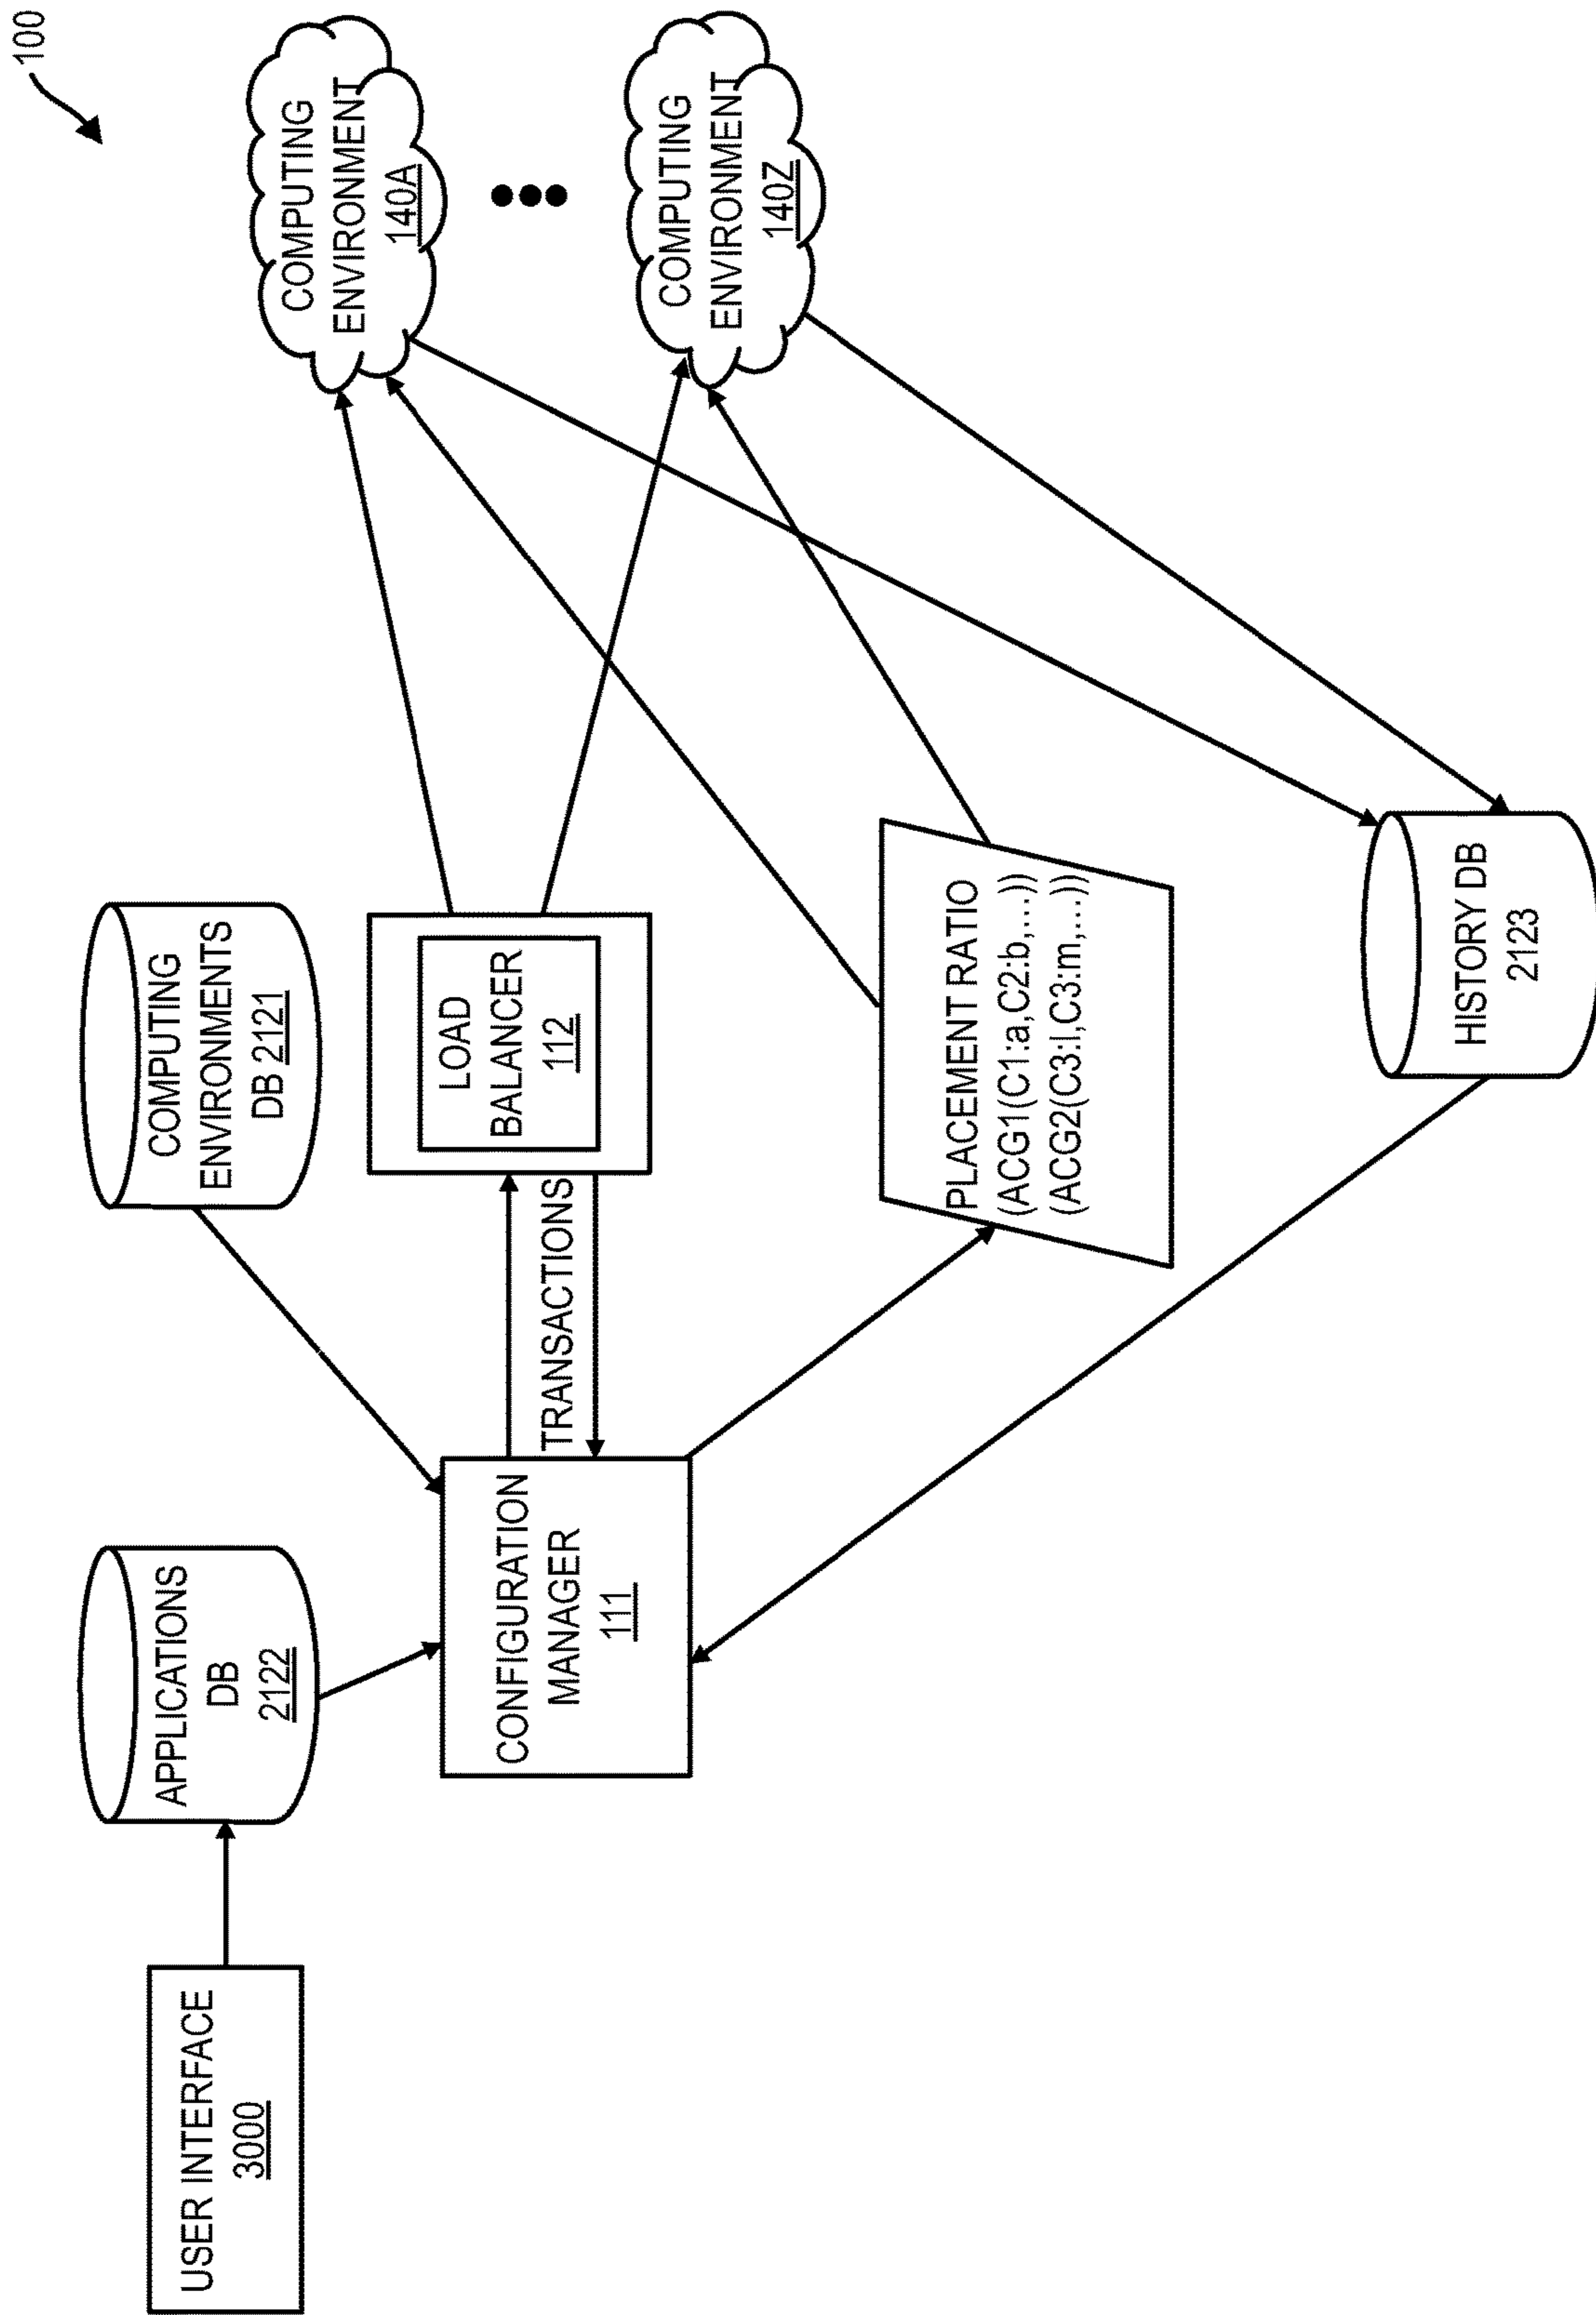 100
USER INTERFACE
3000
APPLICATIONS
DB
2122
COMPUTING
ENVIRONMENTS
DB 2121
CONFIGURATION
MANAGER
111
TRANSACTIONS
LOAD
BALANCER
112
COMPUTING
ENVIRONMENT
140A
COMPUTING
ENVIRONMENT
140Z
PLACEMENT RATIO
(ACG1(C1:a,C2:b,...))
(ACG2(C3:l,C3:m,...))
HISTORY DB
2123